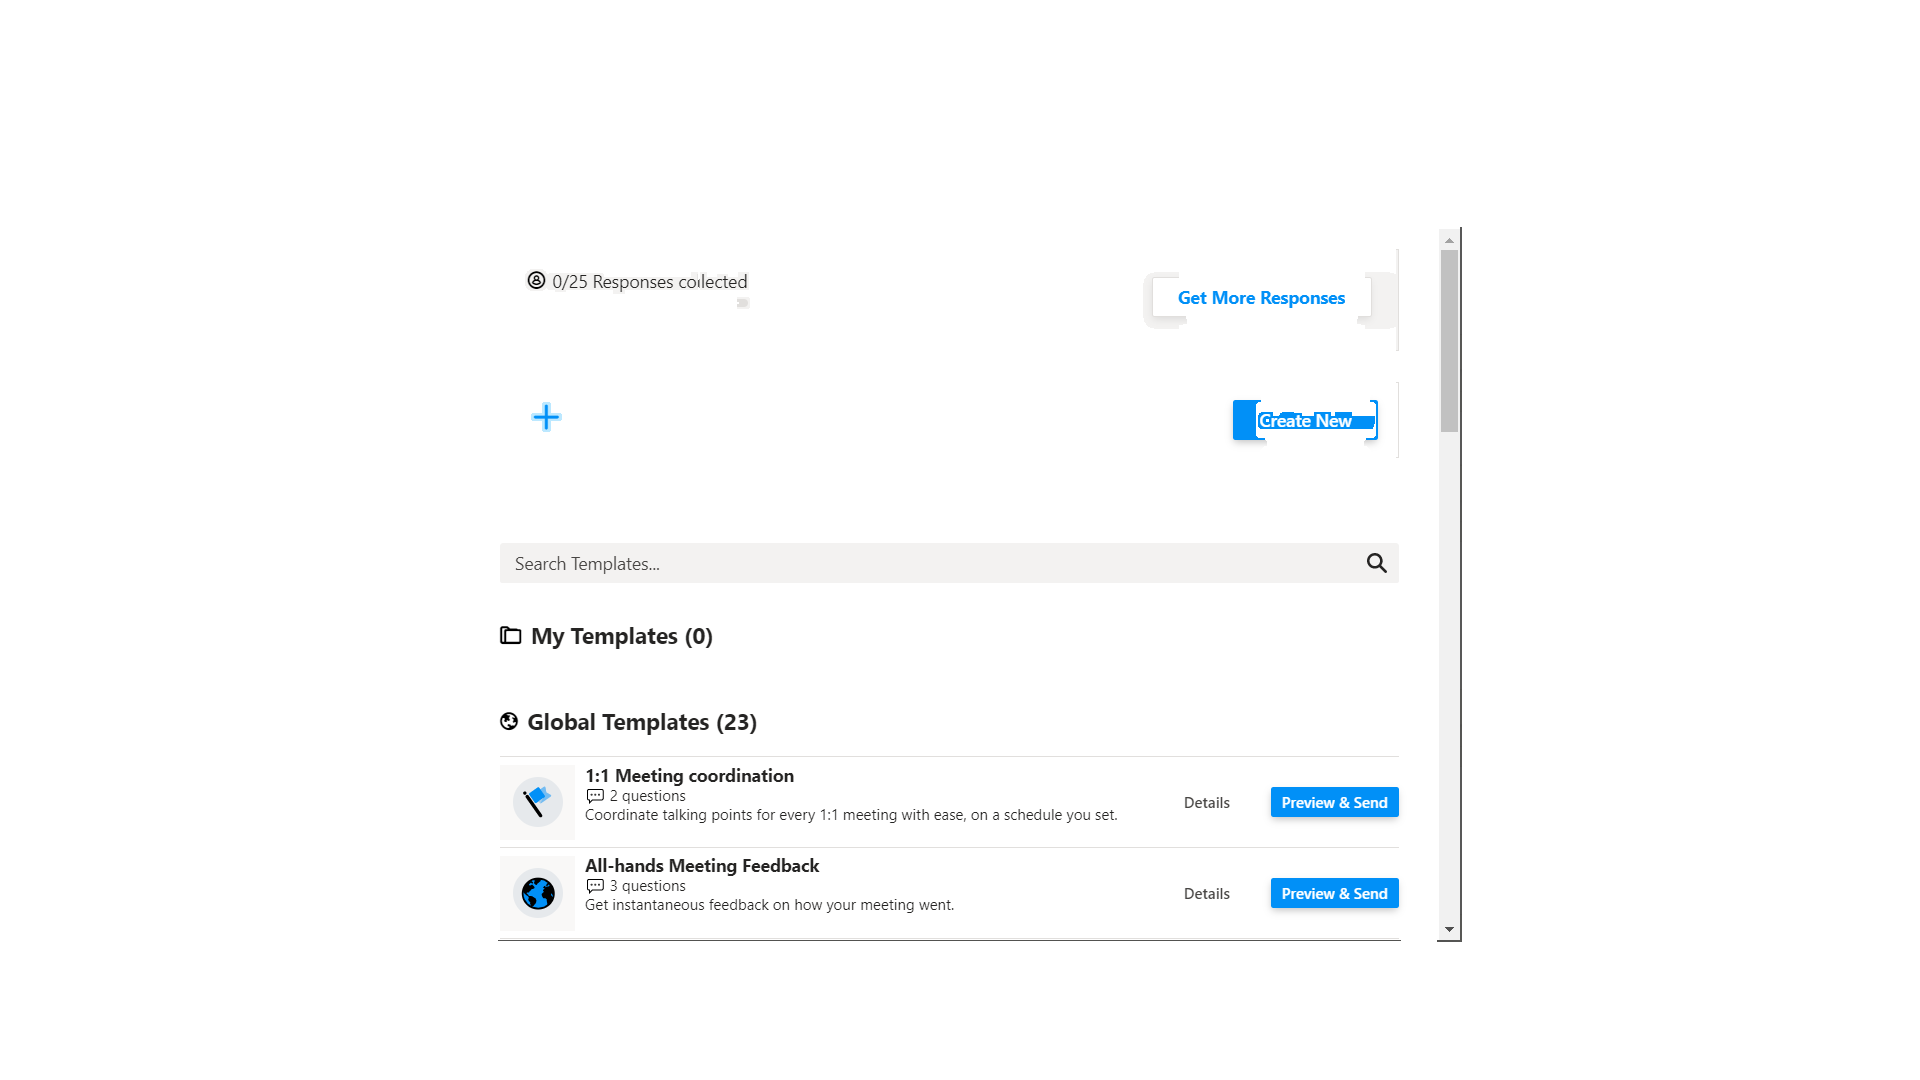 0/25 Responses collected
Get More Responses
Create New
Search Templates...
My Templates (0)
Global Templates (23)
1:1 Meeting coordination
2 questions
Coordinate talking points for every 1:1 meeting with ease, on a schedule you set.
Details
Preview & Send
All-hands Meeting Feedback
3 questions
Get instantaneous feedback on how your meeting went.
Details
Preview & Send